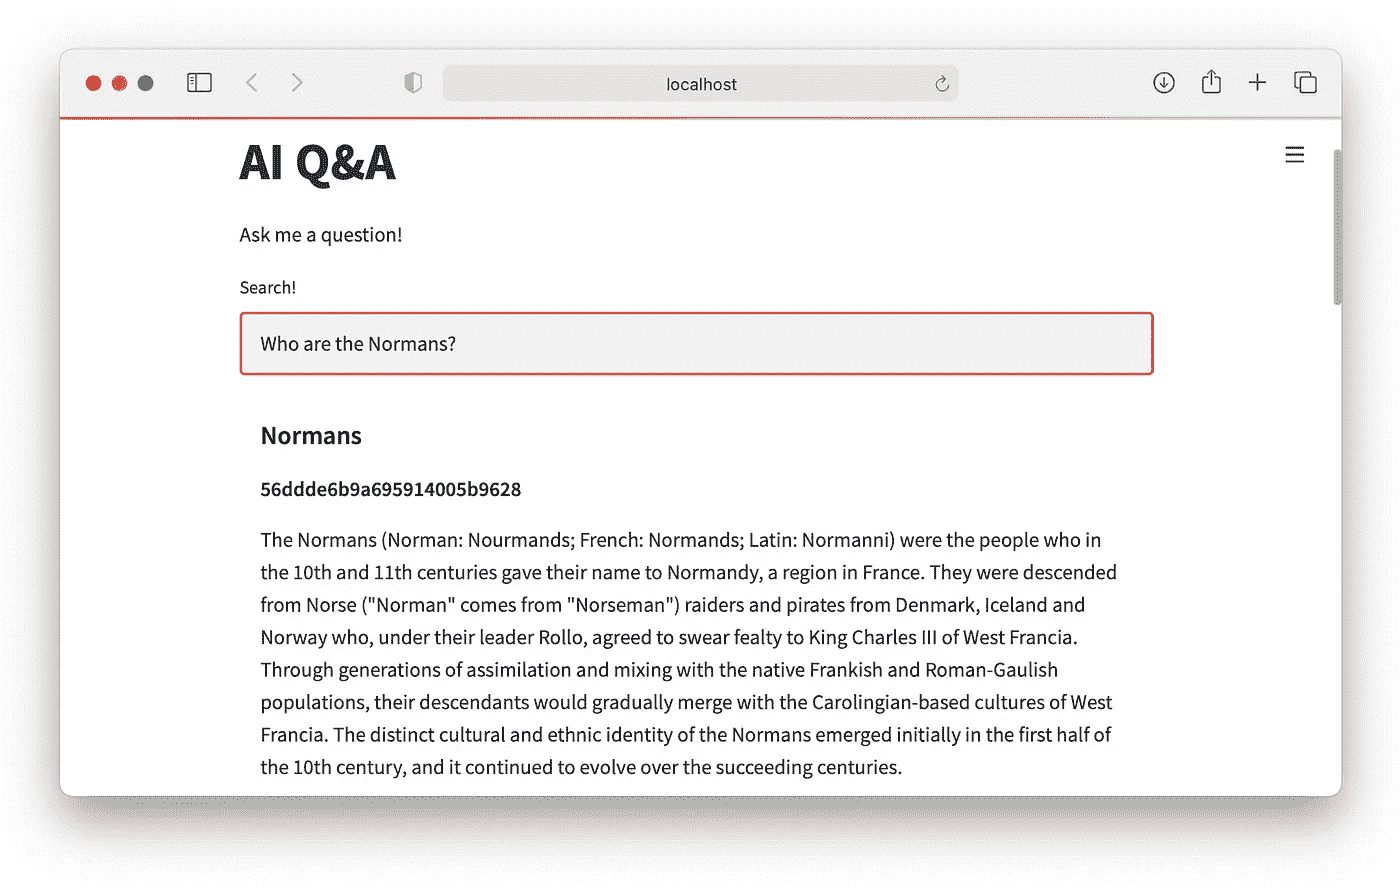 localhost
AI Q&A
Ask me a question!
Search!
Who are the Normans?
Normans
56ddde6b9a695914005b9628
The Normans (Norman: Nourmands; French: Normands; Latin: Normanni) were the people who in
the 10th and 11th centuries gave their name to Normandy, a region in France. They were descended
from Norse ("Norman" comes from "Norseman") raiders and pirates from Denmark, Iceland and
Norway who, under their leader Rollo, agreed to swear fealty to King Charles III of West Francia.
Through generations of assimilation and mixing with the native Frankish and Roman-Gaulish
populations, their descendants would gradually merge with the Carolingian-based cultures of West
Francia. The distinct cultural and ethnic identity of the Normans emerged initially in the first half of
the 10th century, and it continued to evolve over the succeeding centuries.